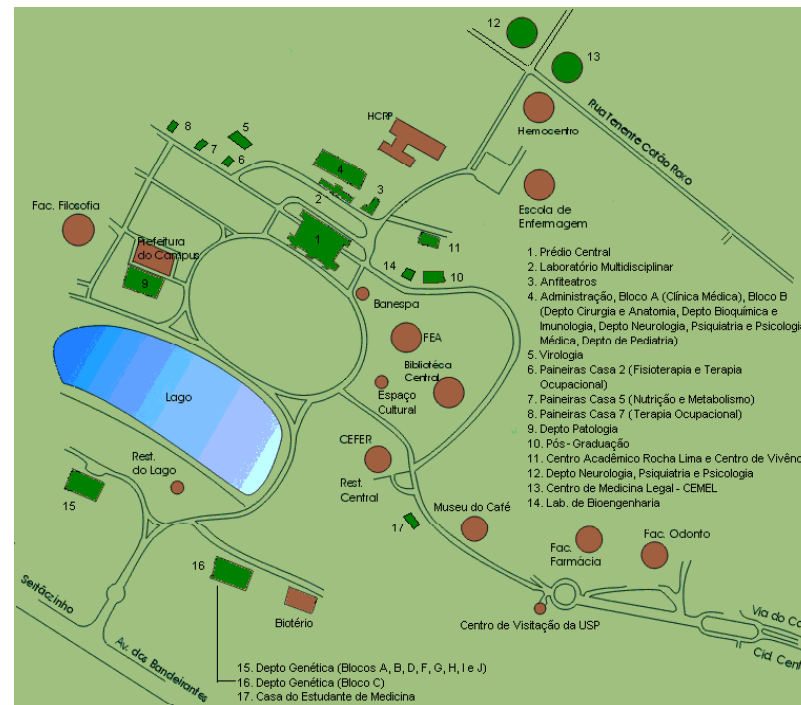 12
13
Rua Tenente Catão Roxo
HCRP
Hemocentro
8
5
7
6
4
3
2
Escola de
Enfermagem
Fac. Filosofia
1
11
Prefeitura
do Campus
14
10
9
Banespa
FEA
Biblioteca
Central
Espaço
Cultural
Lago
CEFER
Rest.
Central
Rest.
do Lago
15
17
Museu do Café
Fac.
Farmácia
Fac. Odonto
16
Biotério
Centro de Visitação da USP
Sertãozinho
Av. dos Bandeirantes
Via do
Cid.
1. Prédio Central
2. Laboratório Multidisciplinar
3. Anfiteatros
4. Administração, Bloco A (Clínica Médica), Bloco B
(Depto Cirurgia e Anatomia, Depto Bioquímica e
Imunologia, Depto Neurologia, Psiquiatria e Psicologia
Médica, Depto de Pediatria)
5. Virologia
6. Paineiras Casa 2 (Fisioterapia e Terapia
Ocupacional)
7. Paineiras Casa 5 (Nutrição e Metabolismo)
8. Paineiras Casa 7 (Terapia Ocupacional)
9. Depto Patologia
10. Pós-Graduação
11. Centro Acadêmico Rocha Lima e Centro de Vivênc
12. Depto Neurologia, Psiquiatria e Psicologia
13. Centro de Medicina Legal - CEMEL
14. Lab. de Bioengenharia
15. Depto Genética (Blocos A, B, D, F, G, H, I e J)
16. Depto Genética (Bloco C)
17. Casa do Estudante de Medicina